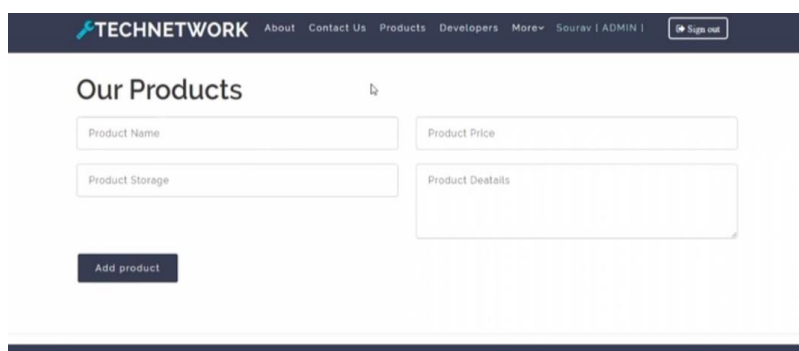 TECHNETWORK About Contact Us Products Developers More Sourav | ADMIN | Sign out
Our Products
Product Name Product Price
Product Storage Product Deatails
Add product